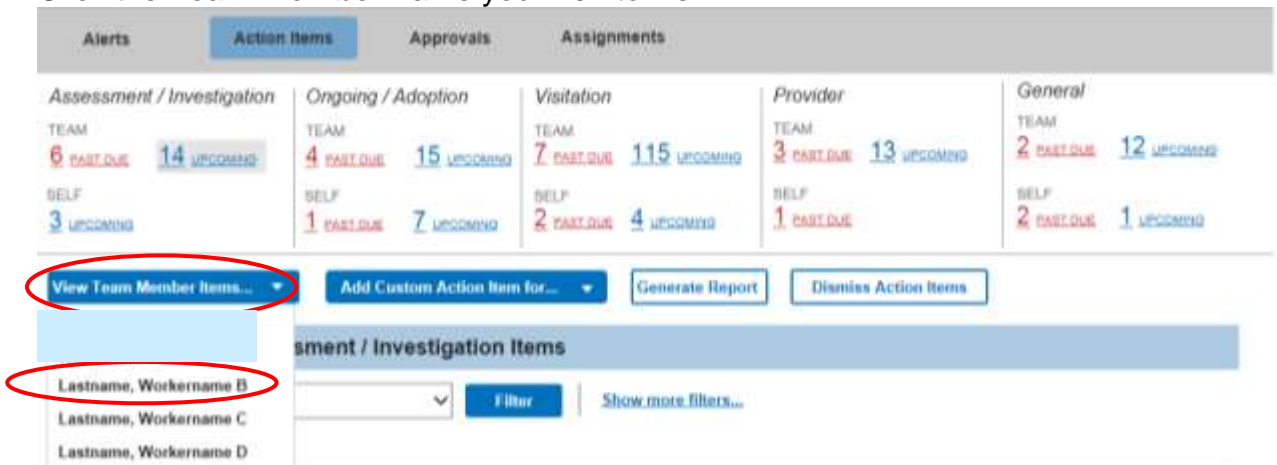 Alerts Action Items Approvals Assignments
Assessment / Investigation Ongoing / Adoption Visitation Provider General
TEAM TEAM TEAM TEAM TEAM
6 PAST DUE 14 UPCOMING 4 PAST DUE 15 UPCOMING 7 PAST DUE 115 UPCOMING 3 PAST DUE 13 UPCOMING 2 PAST DUE 12 UPCOMING
SELF SELF SELF SELF SELF
3 UPCOMING 1 PAST DUE 7 UPCOMING 2 PAST DUE 4 UPCOMING 1 PAST DUE 2 PAST DUE 1 UPCOMING
View Team Member Items... Add Custom Action Item for... Generate Report Dismiss Action Items
sment / Investigation Items
Lastname, Workername B
Filter Show more filters...
Lastname, Workername C
Lastname, Workername D